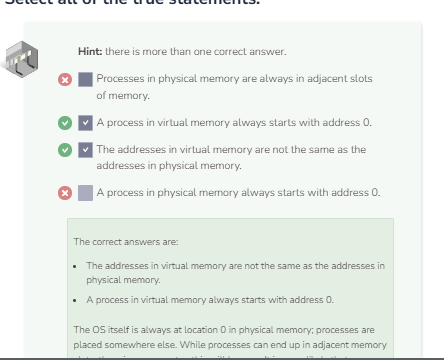 Select all of the true statements.
Hint: there is more than one correct answer.
Processes in physical memory are always in adjacent slots
of memory.
A process in virtual memory always starts with address 0.
The addresses in virtual memory are not the same as the
addresses in physical memory.
A process in physical memory always starts with address 0.
The correct answers are:
• The addresses in virtual memory are not the same as the addresses in
physical memory.
• A process in virtual memory always starts with address 0.
The OS itself is always at location 0 in physical memory; processes are
placed somewhere else. While processes can end up in adjacent memory